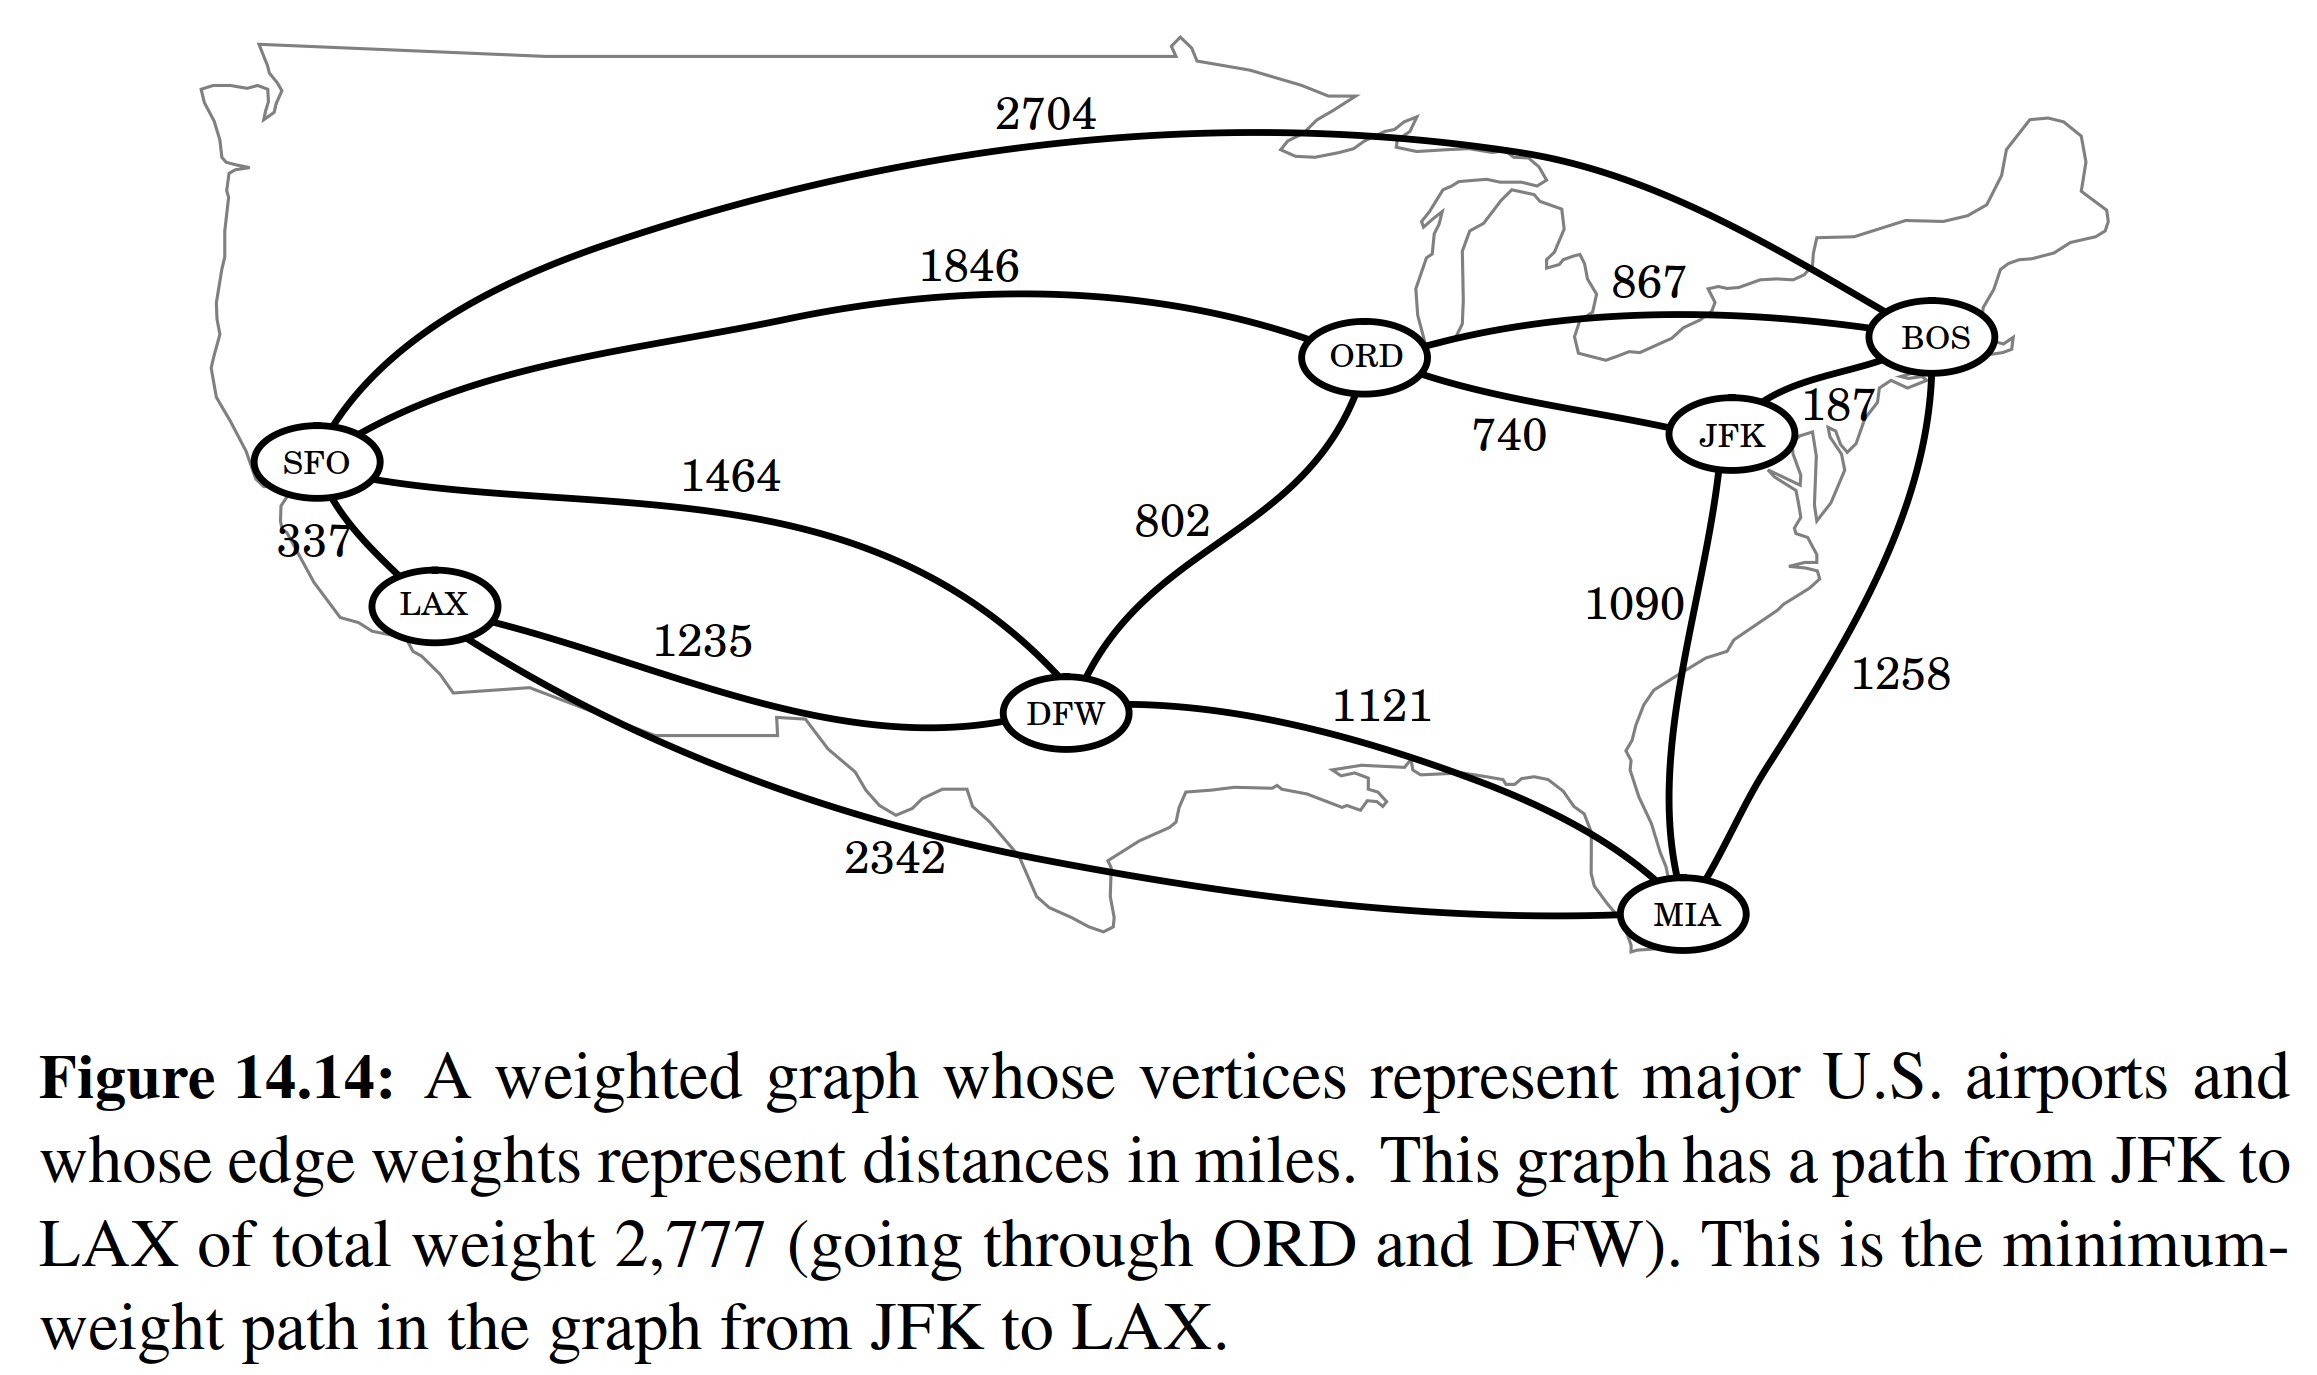 2704
1846
867
ORD
BOS
187
JFK
740
SFO
1464
802
337
LAX
1090
1235
1258
DFW
1121
2342
MIA
Figure 14.14: A weighted graph whose vertices represent major U.S. airports and
whose edge weights represent distances in miles. This graph has a path from JFK to
LAX of total weight 2,777 (going through ORD and DFW). This is the minimum-
weight path in the graph from JFK to LAX.